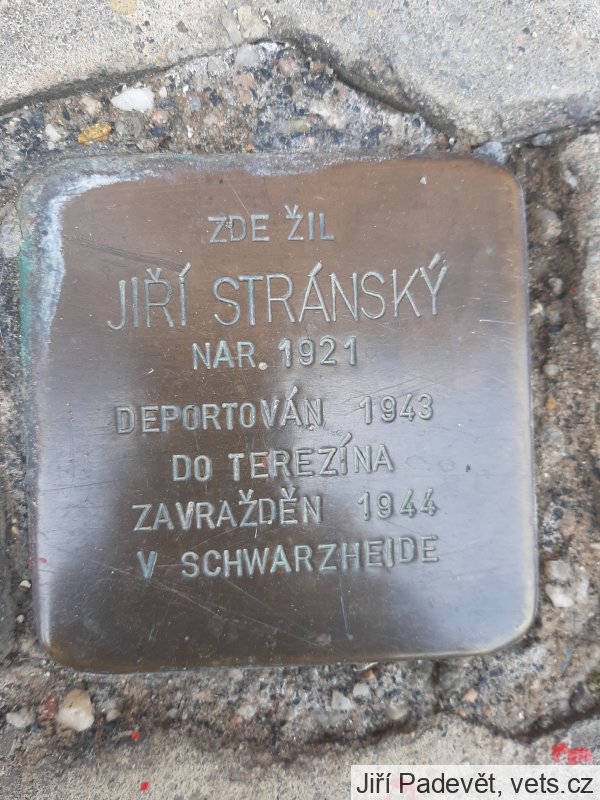 ZDE ŽIL
JIŘÍ STRÁNSKÝ
NAR. 1921
DEPORTOVÁN 1943
DO TEREZÍNA
ZAVRAŽDĚN 1944
V SCHWARZHEIDE
Jiří Padevět, vets.cz